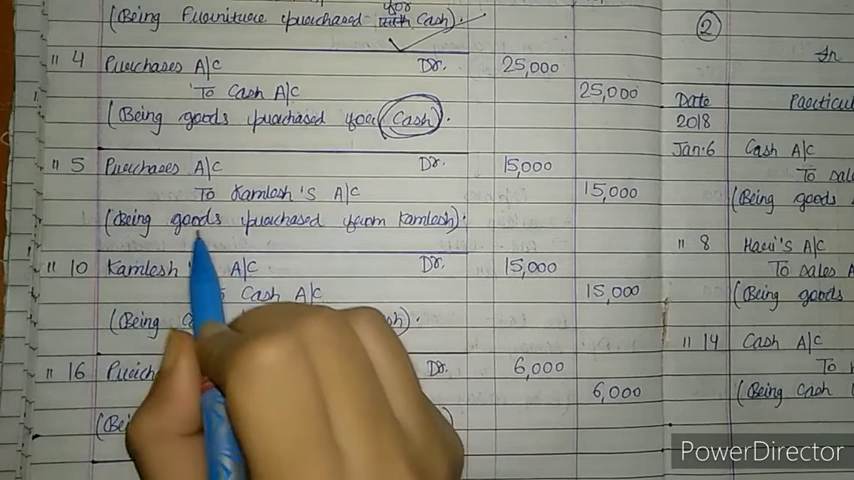 (Being Furniture purchased for with Cash).
" 4 Purchases A/C Dr. 25,000
To Cash A/C 25,000
(Being goods purchased for Cash).
" 5 Purchases A/C Dr. 15,000
To Kamlesh's A/C 15,000
(Being goods purchased from Kamlesh).
" 10 Kamlesh A/C Dr. 15,000
Cash A/C 15,000
(Being
" 16 Dr. 6,000
6,000
2
Date
2018
Jan.6 Cash A/C
To
(Being goods
" 8 Hari's A/C
To Sales A
(Being goods
" 14 Cash A/C
To
(Being Cash
PowerDirector